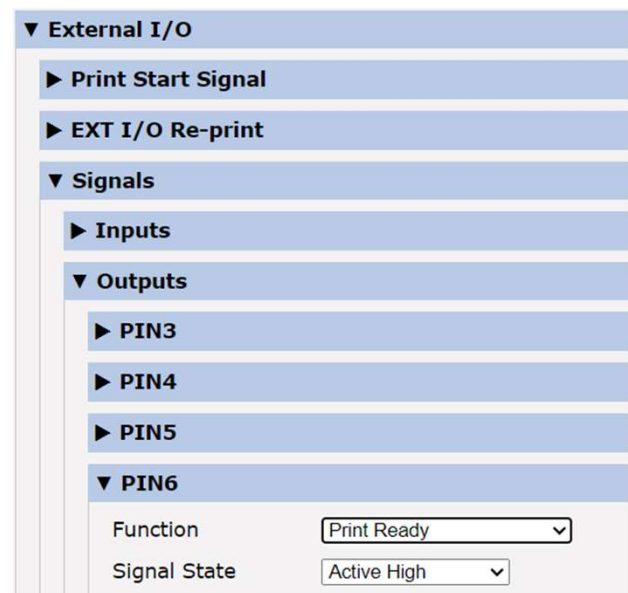 External I/O
Print Start Signal
EXT I/O Re-print
Signals
Inputs
Outputs
PIN3
PIN4
PIN5
PIN6
Function Print Ready
Signal State Active High